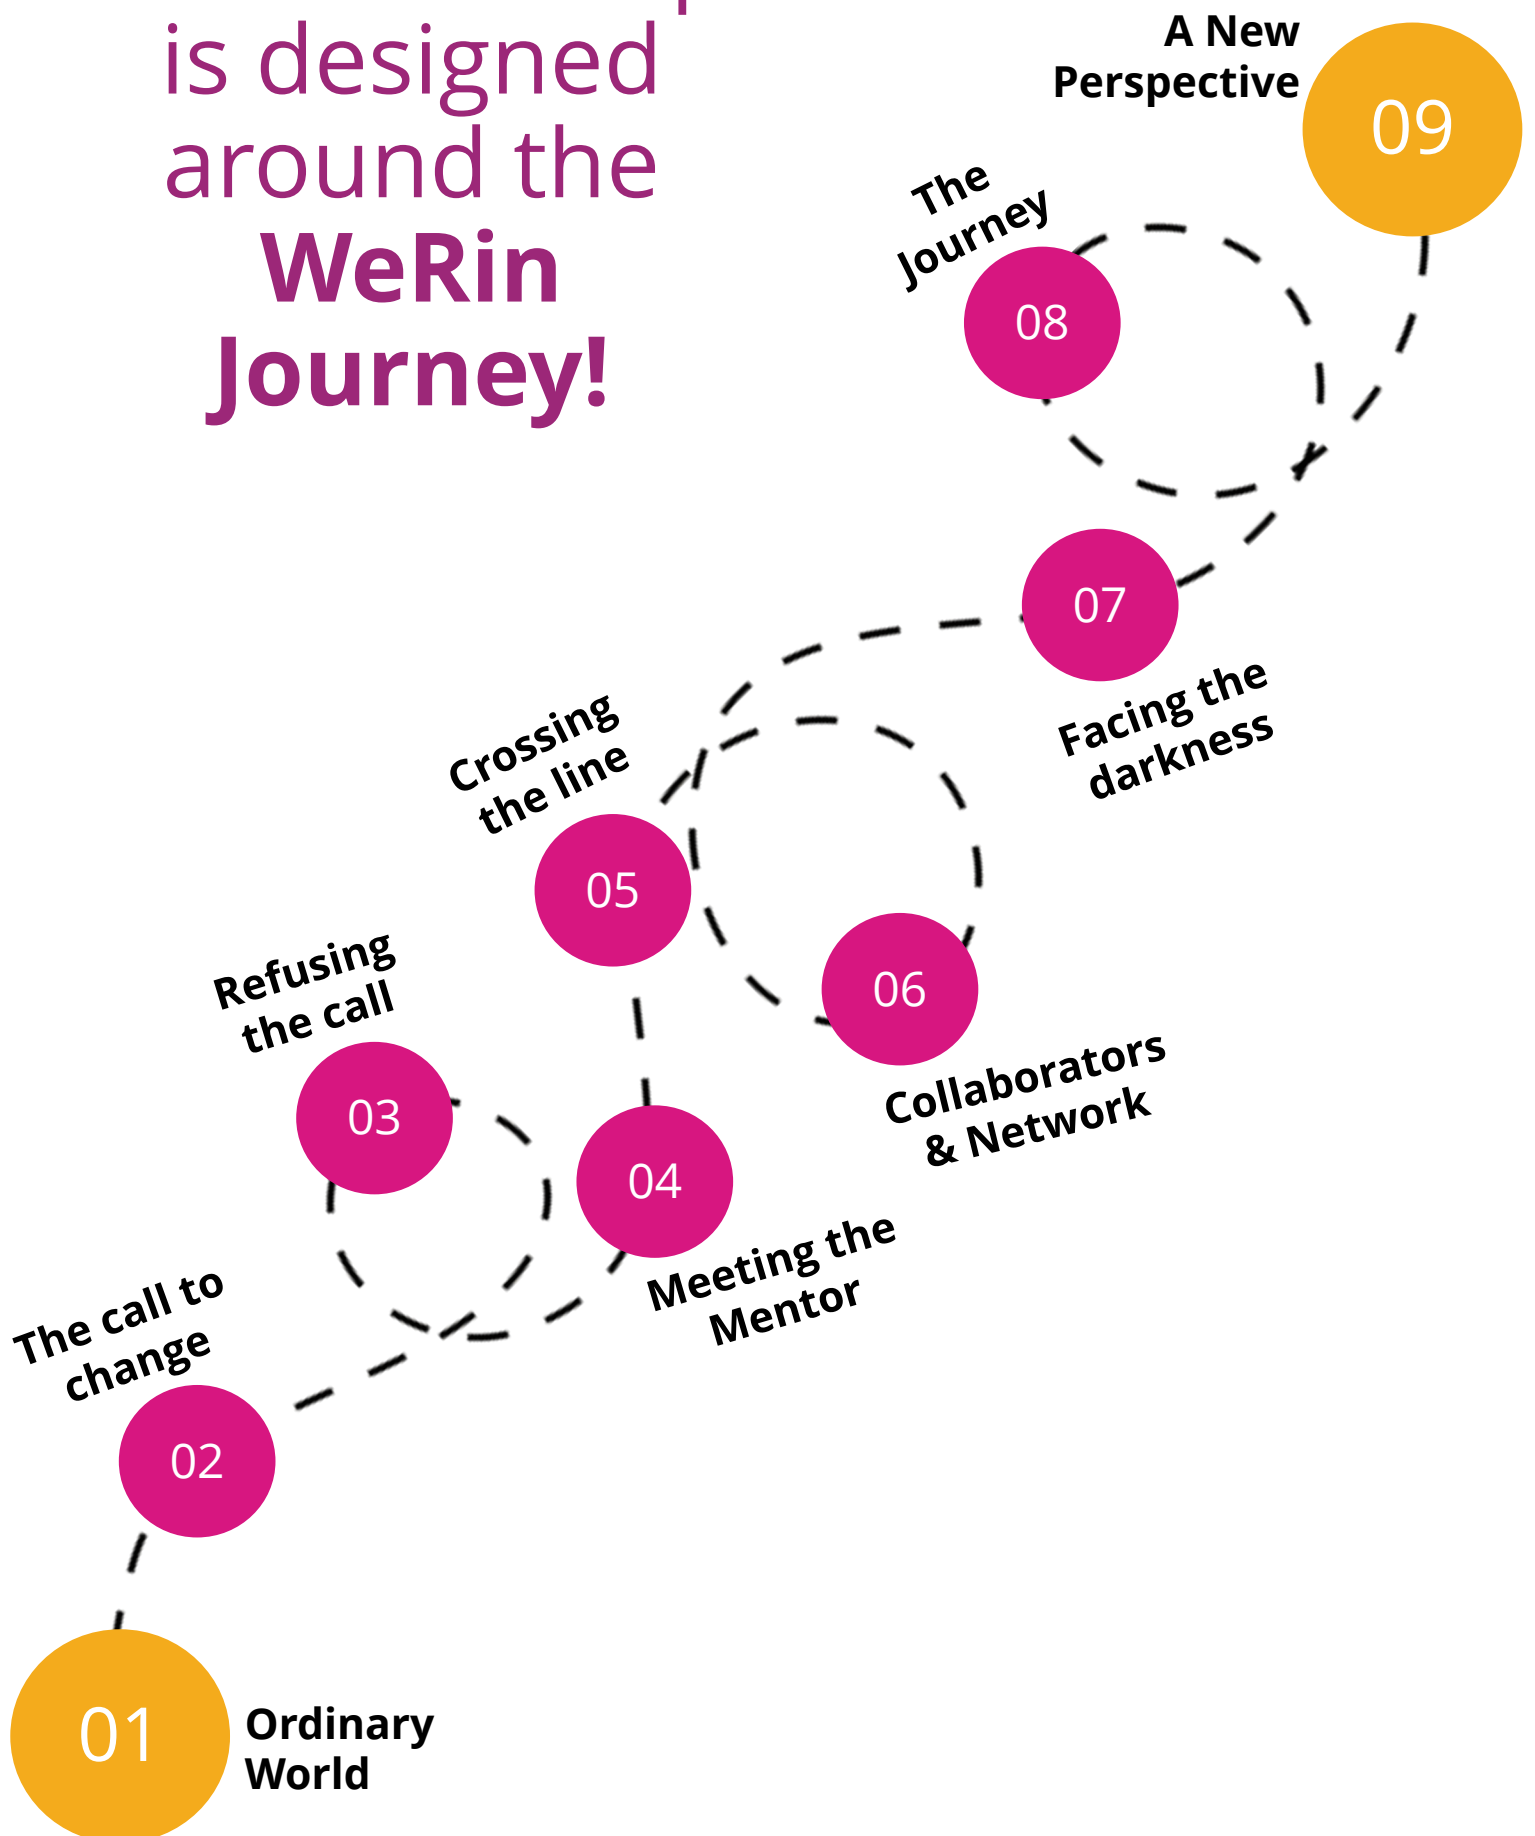 is designed
around the
WeRin
Journey!
A New
Perspective
09
The
Journey
08
07
Facing the
darkness
Crossing
the line
05
06
Collaborators
& Network
Refusing
the call
03
04
Meeting the
Mentor
The call to
change
02
01
Ordinary
World